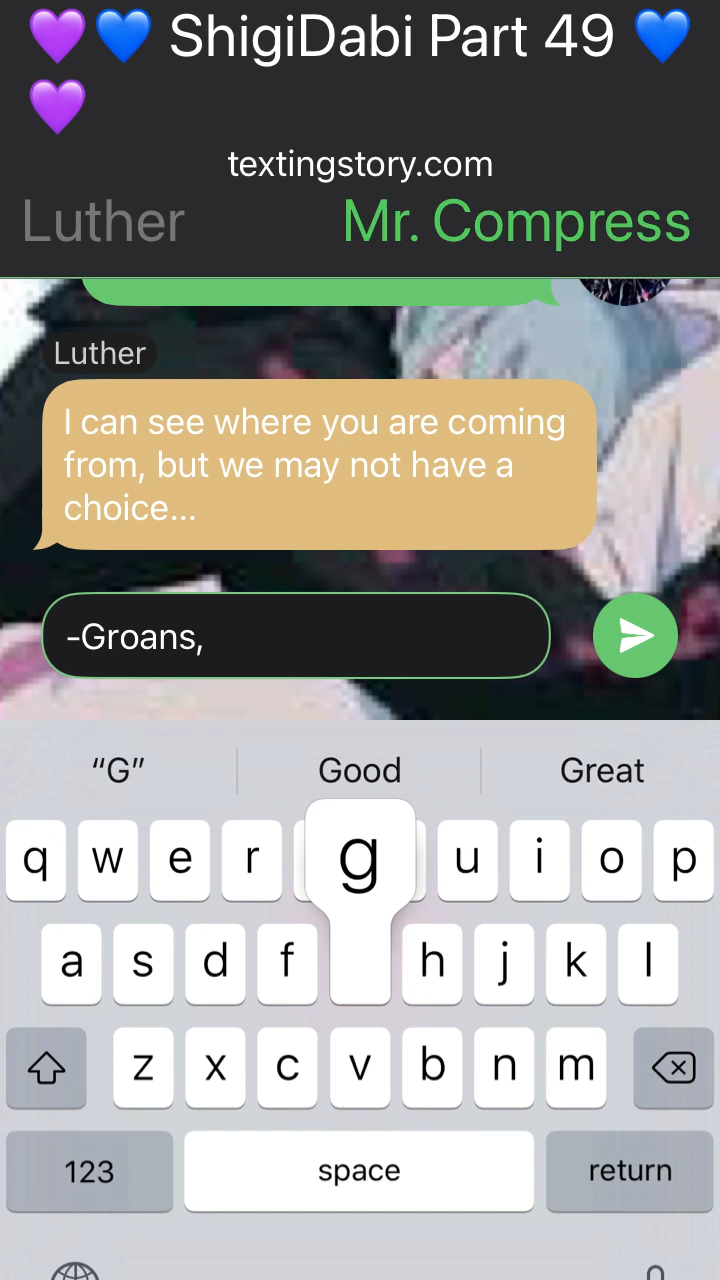 💜💙 ShigiDabi Part 49 💙
💜
textingstory.com
Luther Mr. Compress
Luther
I can see where you are coming
from, but we may not have a
choice...
-Groans,
“G” Good Great
q w e r g u i o p
a s d f h j k l
z x c v b n m
123 space return